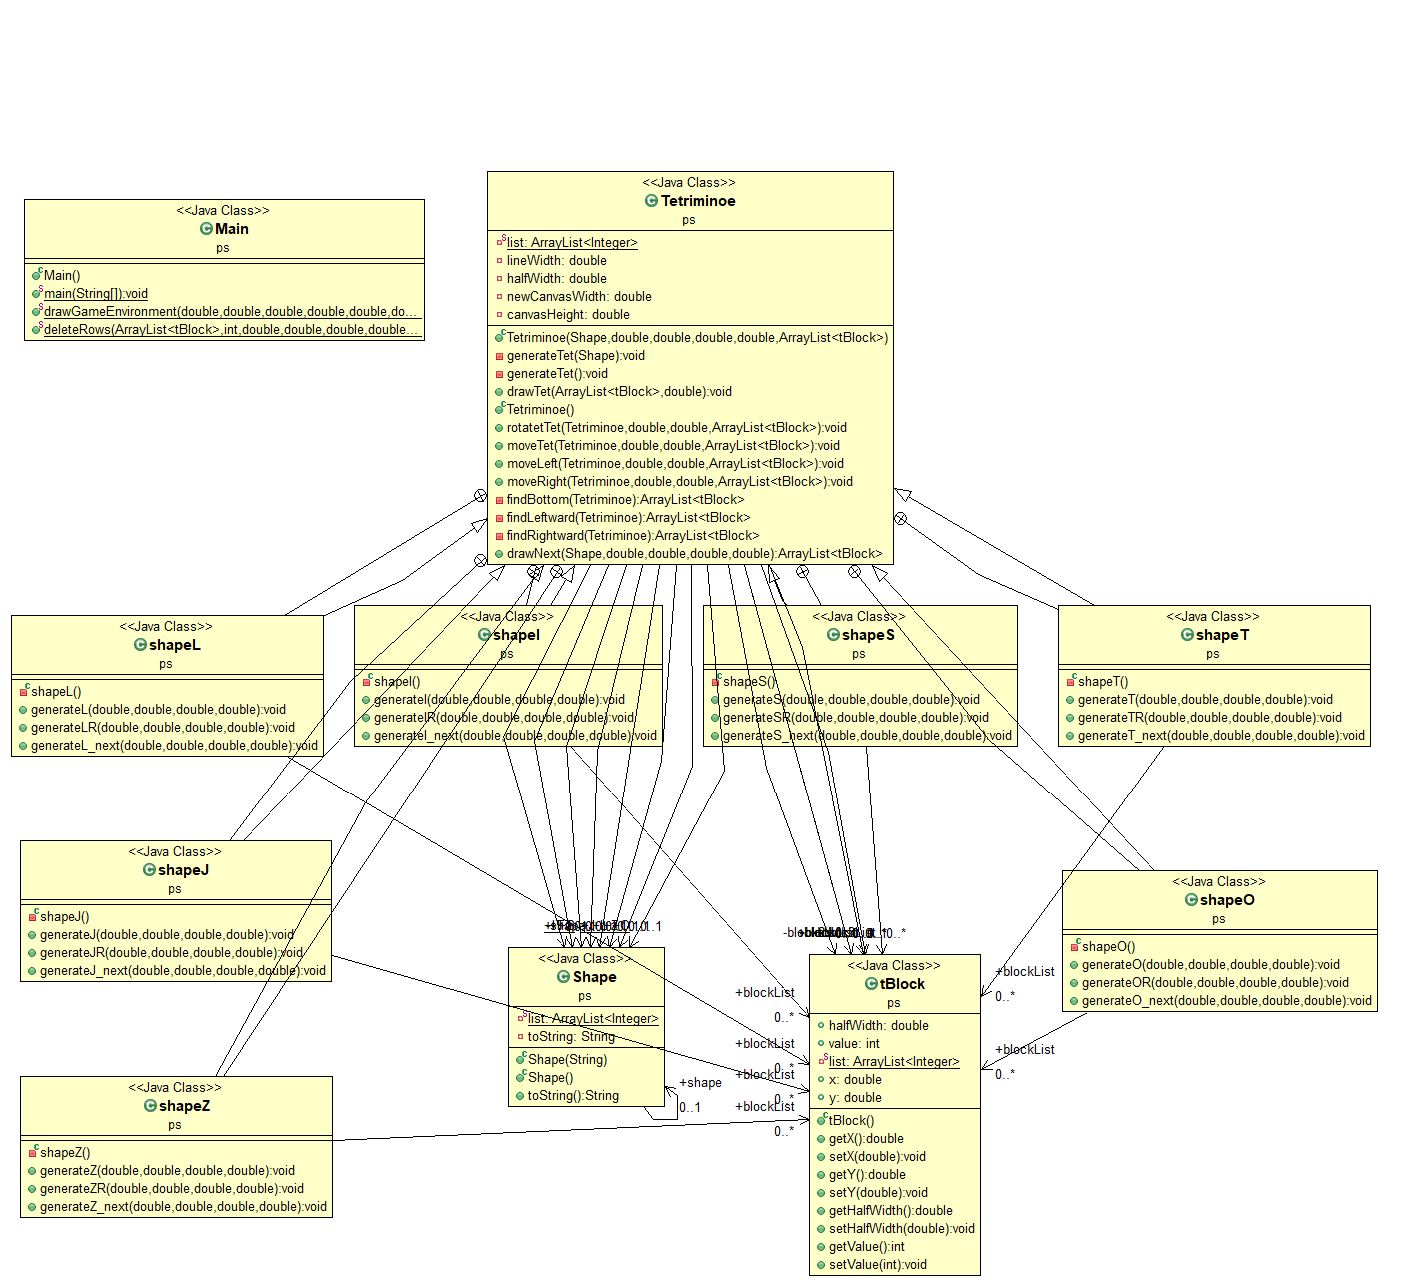 <<Java Class>>
Main
ps
Main()
main(String[]):void
drawGameEnvironment(double,double,double,double,double,do...
deleteRows(ArrayList<tBlock>,int,double,double,double,double...
<<Java Class>>
Tetriminoe
ps
list: ArrayList<Integer>
lineWidth: double
halfWidth: double
newCanvasWidth: double
canvasHeight: double
Tetriminoe(Shape,double,double,double,double,ArrayList<tBlock>)
generateTet(Shape):void
generateTet():void
drawTet(ArrayList<tBlock>,double):void
Tetriminoe()
rotatetTet(Tetriminoe,double,double,ArrayList<tBlock>):void
moveTet(Tetriminoe,double,double,ArrayList<tBlock>):void
moveLeft(Tetriminoe,double,double,ArrayList<tBlock>):void
moveRight(Tetriminoe,double,double,ArrayList<tBlock>):void
findBottom(Tetriminoe):ArrayList<tBlock>
findLeftward(Tetriminoe):ArrayList<tBlock>
findRightward(Tetriminoe):ArrayList<tBlock>
drawNext(Shape,double,double,double,double):ArrayList<tBlock>
<<Java Class>>
shapeL
ps
shapeL()
generateL(double,double,double,double):void
generateLR(double,double,double,double):void
generateL_next(double,double,double,double):void
<<Java Class>>
shapeI
ps
shapeI()
generateI(double,double,double,double):void
generateIR(double,double,double,double):void
generateI_next(double,double,double,double):void
<<Java Class>>
shapeS
ps
shapeS()
generateS(double,double,double,double):void
generateSR(double,double,double,double):void
generateS_next(double,double,double,double):void
<<Java Class>>
shapeT
ps
shapeT()
generateT(double,double,double,double):void
generateTR(double,double,double,double):void
generateT_next(double,double,double,double):void
<<Java Class>>
shapeJ
ps
shapeJ()
generateJ(double,double,double,double):void
generateJR(double,double,double,double):void
generateJ_next(double,double,double,double):void
<<Java Class>>
shapeO
ps
shapeO()
generateO(double,double,double,double):void
generateOR(double,double,double,double):void
generateO_next(double,double,double,double):void
<<Java Class>>
Shape
ps
list: ArrayList<Integer>
toString: String
Shape(String)
Shape()
toString():String
+shape
0..1
<<Java Class>>
tBlock
ps
halfWidth: double
value: int
list: ArrayList<Integer>
x: double
y: double
tBlock()
getX():double
setX(double):void
getY():double
setY(double):void
getHalfWidth():double
setHalfWidth(double):void
getValue():int
setValue(int):void
+blockList
0..*
+blockList
0..*
+blockList
0..*
+blockList
0..*
+blockList
0..*
+blockList
0..*
<<Java Class>>
shapeZ
ps
shapeZ()
generateZ(double,double,double,double):void
generateZR(double,double,double,double):void
generateZ_next(double,double,double,double):void